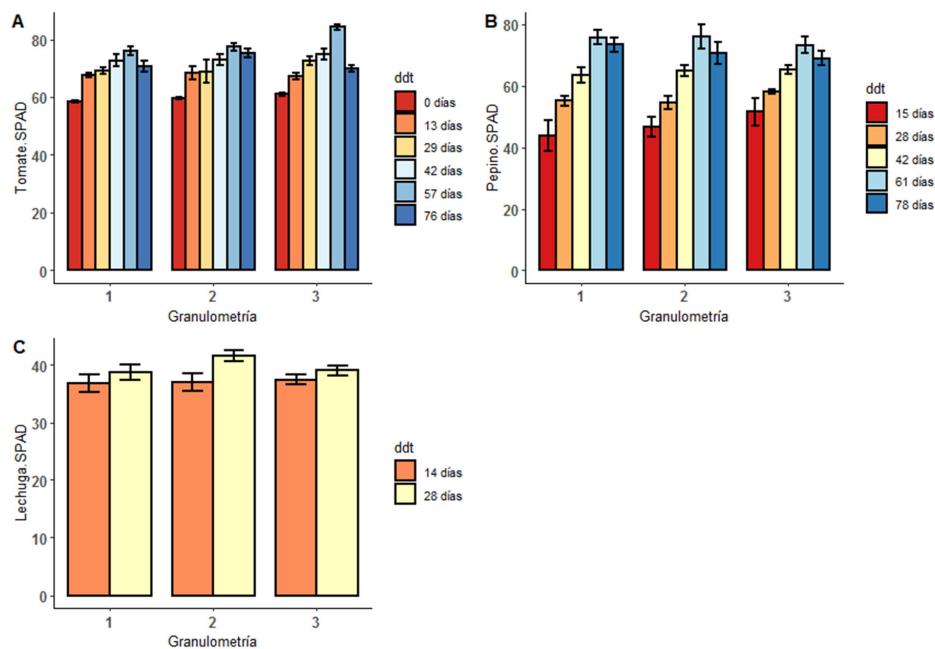 A
Tomate.SPAD
80
60
40
20
0
1
2
3
Granulometría
ddt
0 días
13 días
29 días
42 días
57 días
76 días
B
Pepino.SPAD
80
60
40
20
0
1
2
3
Granulometría
ddt
15 días
28 días
42 días
61 días
78 días
C
Lechuga.SPAD
40
30
20
10
0
1
2
3
Granulometría
ddt
14 días
28 días